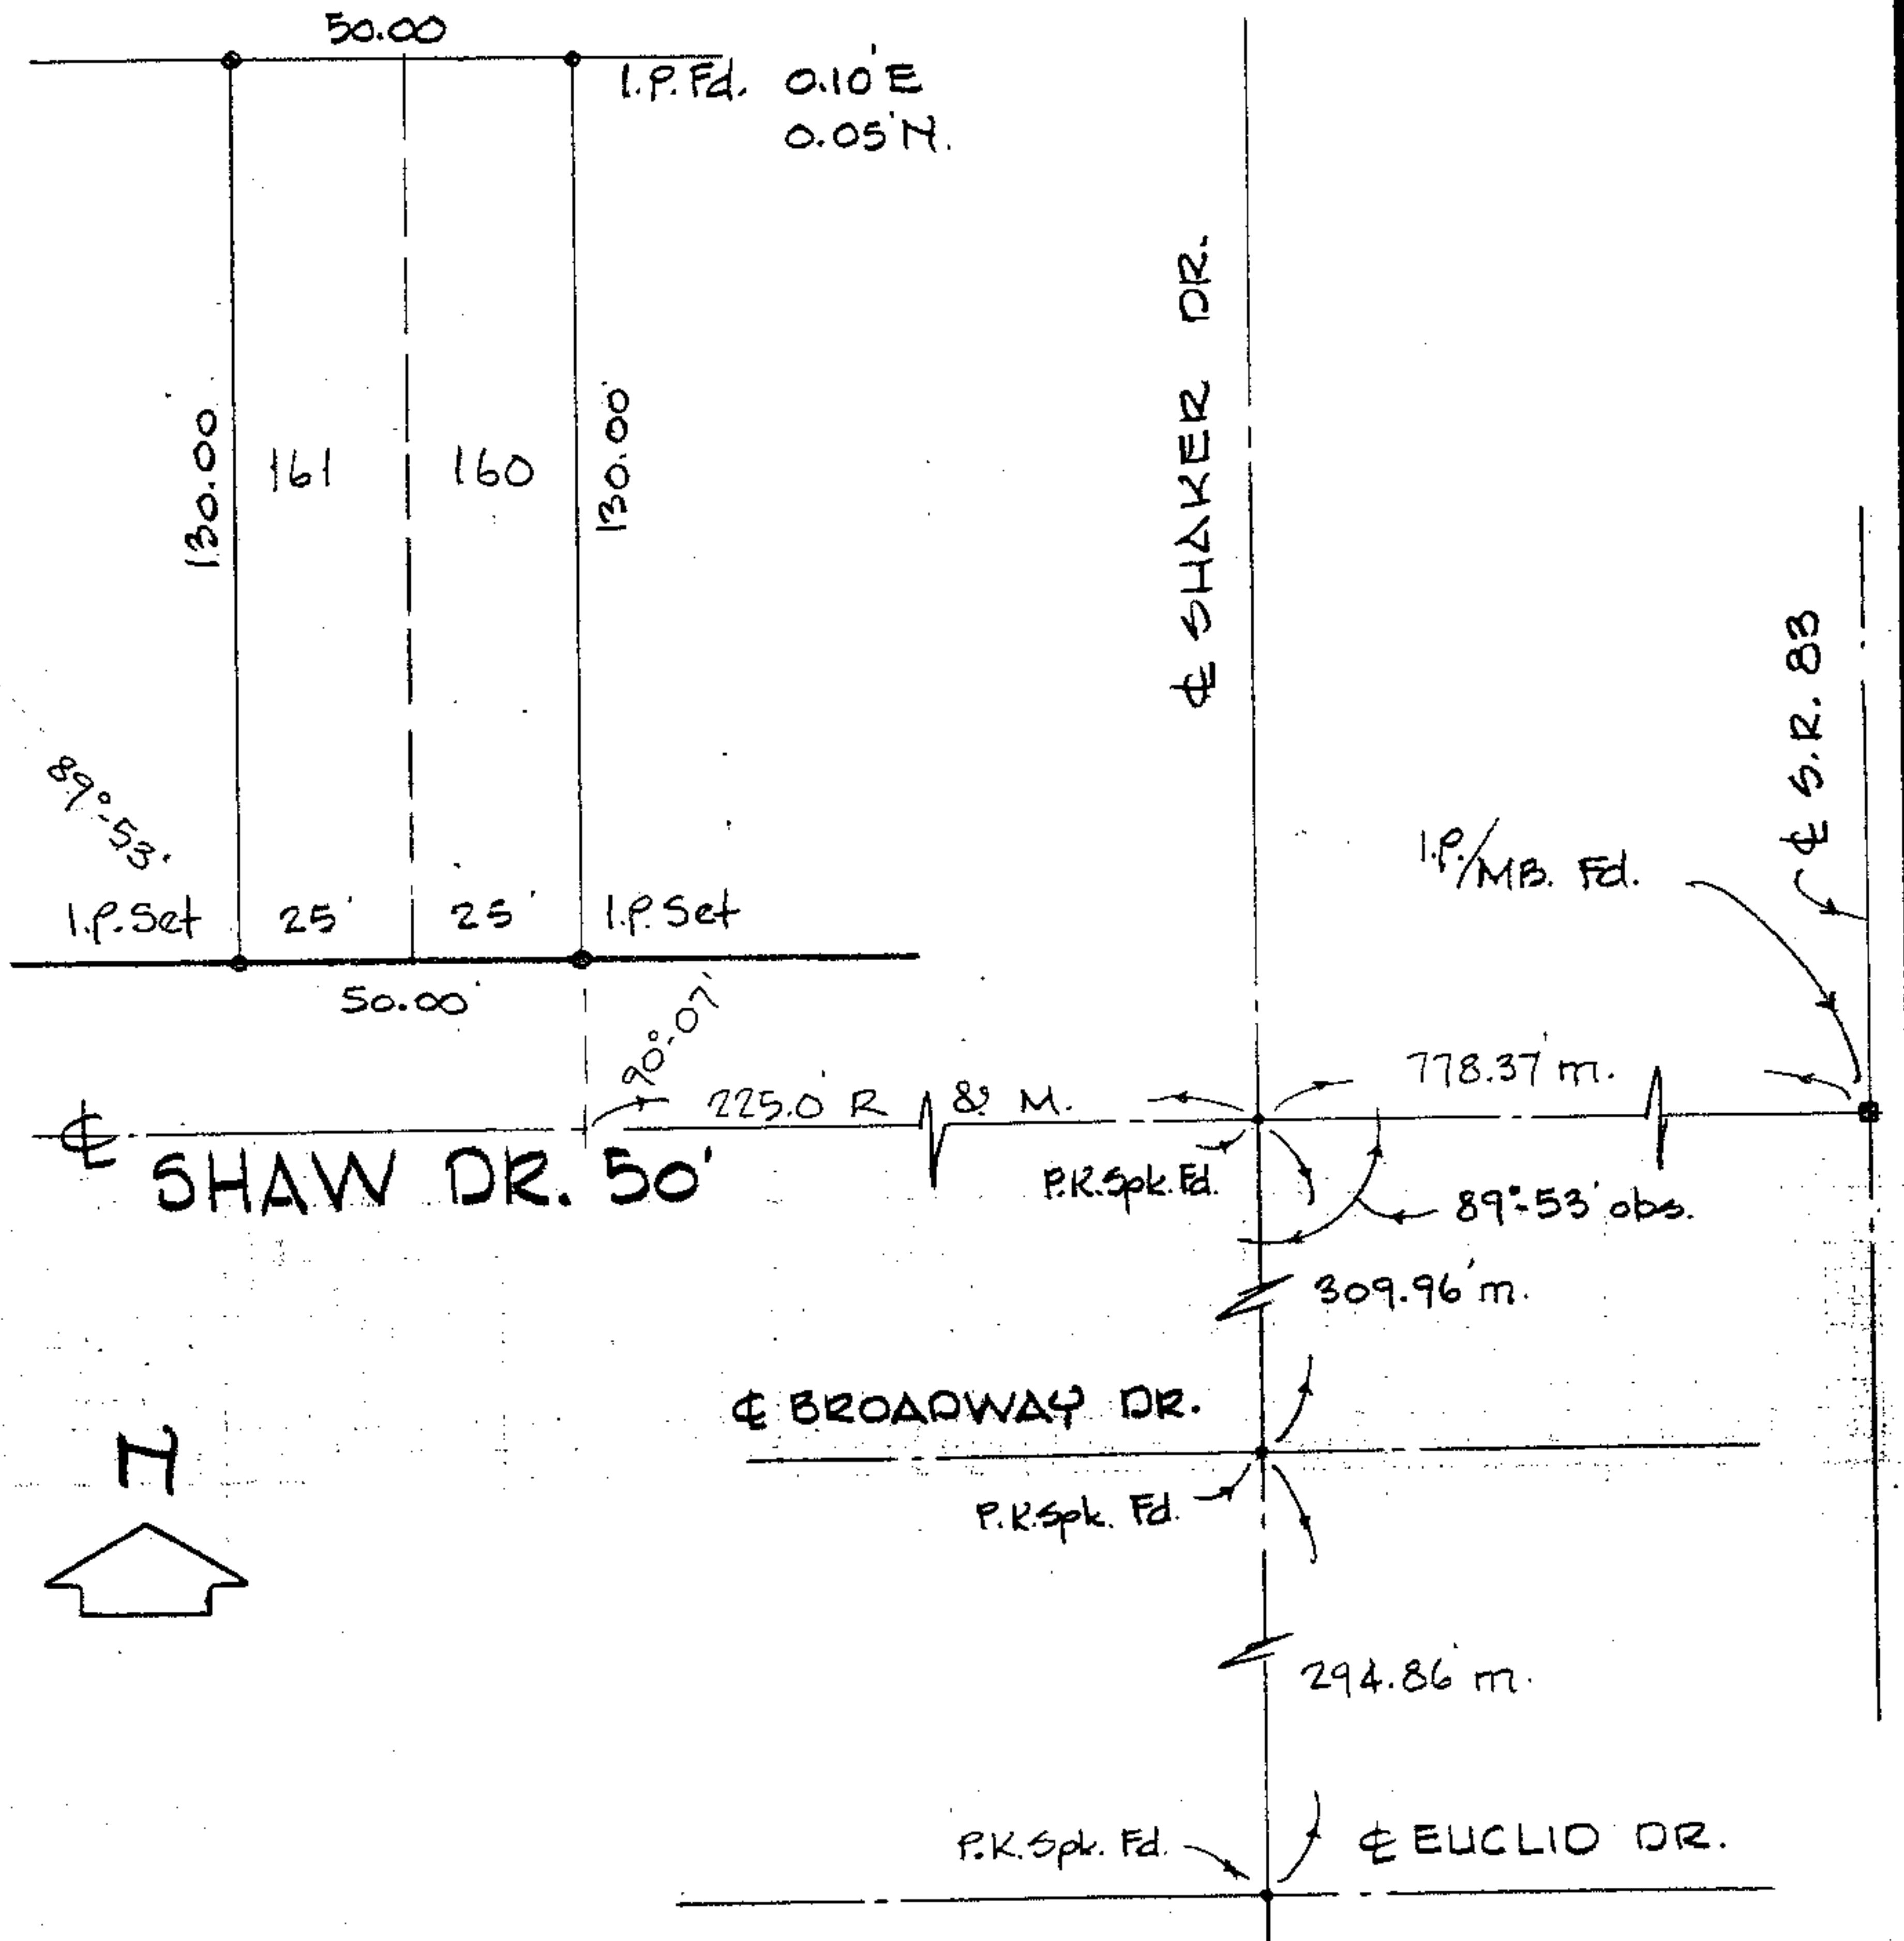 50.00
I.P. Fd. 0.10'E
0.05'N.
℄ SHAKER DR.
130.00
161
160
130.00
℄ S.R. 83
89°-53'
I.P./MB. Fd.
I.P. Set 25' 25' I.P. Set
50.00'
90°-07'
225.0' R & M.
778.37' m.
℄ SHAW DR. 50'
P.K. Spk. Fd.
89°-53' obs.
309.96' m.
℄ BROADWAY DR.
N
P.K. Spk. Fd.
294.86' m.
P.K. Spk. Fd.
℄ EUCLID DR.